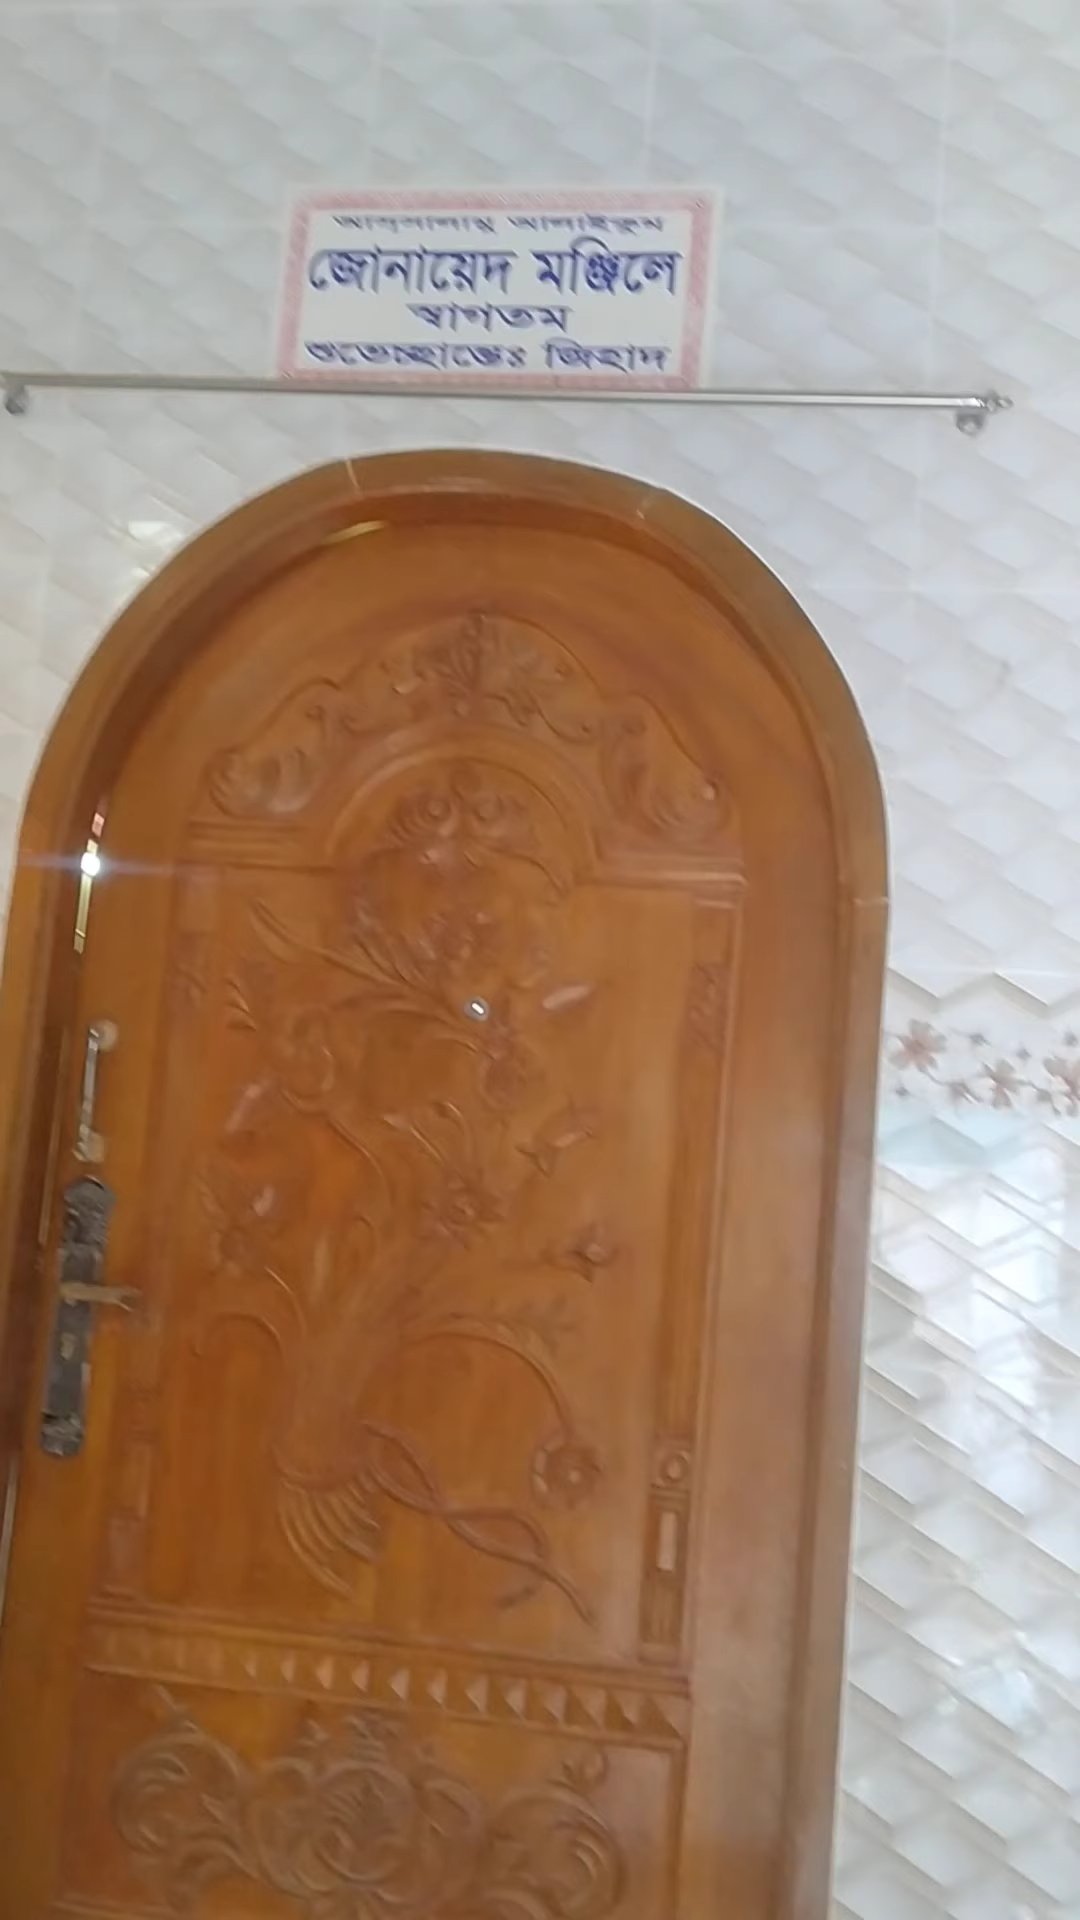 আসসালামু আলাইকুম
জোনায়েদ মঞ্জিলে
স্বাগতম
শুভেচ্ছান্তেঃ জিহাদ